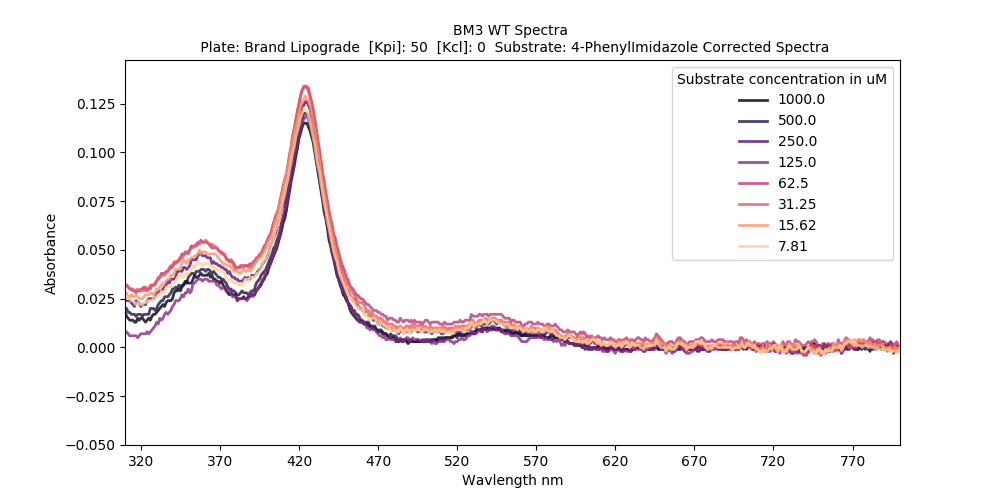 BM3 WT Spectra
Plate: Brand Lipograde [Kpi]: 50 [Kcl]: 0 Substrate: 4-PhenylImidazole Corrected Spectra
Substrate concentration in uM
1000.0
500.0
250.0
125.0
62.5
31.25
15.62
7.81
Absorbance
0.125
0.100
0.075
0.050
0.025
0.000
−0.025
−0.050
320 370 420 470 520 570 620 670 720 770
Wavlength nm